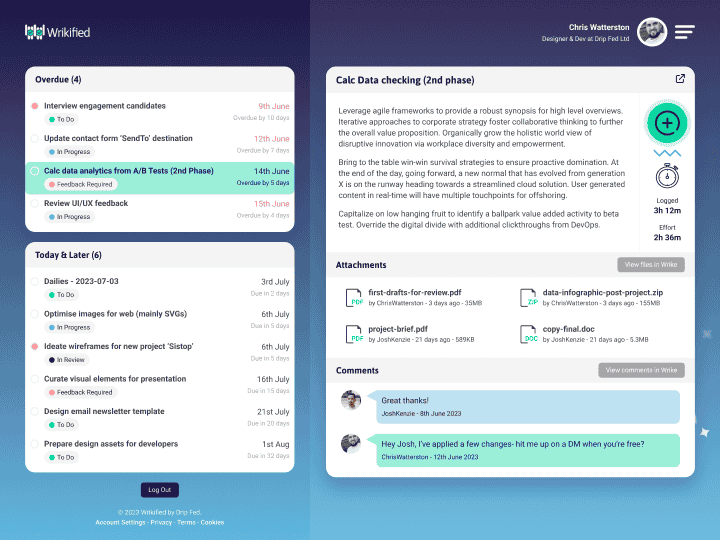 Wrikified
Chris Watterston
Designer & Dev at Drip Fed Ltd
Overdue (4)
Interview engagement candidates
9th June
To Do
Overdue by 10 days
Update contact form 'SendTo' destination
12th June
In Progress
Overdue by 7 days
Calc data analytics from A/B Tests (2nd Phase)
14th June
Feedback Required
Overdue by 5 days
Review UI/UX feedback
15th June
In Progress
Overdue by 4 days
Today & Later (6)
Dailies - 2023-07-03
3rd July
To Do
Due in 2 days
Optimise images for web (mainly SVGs)
6th July
In Progress
Due in 5 days
Ideate wireframes for new project 'Sistop'
6th July
In Review
Due in 5 days
Curate visual elements for presentation
16th July
Feedback Required
Due in 15 days
Design email newsletter template
21st July
To Do
Due in 20 days
Prepare design assets for developers
1st Aug
To Do
Due in 32 days
Log Out
© 2023 Wrikified by Drip Fed.
Account Settings - Privacy - Terms - Cookies
Calc Data checking (2nd phase)
Leverage agile frameworks to provide a robust synopsis for high level overviews.
Iterative approaches to corporate strategy foster collaborative thinking to further
the overall value proposition. Organically grow the holistic world view of
disruptive innovation via workplace diversity and empowerment.
Bring to the table win-win survival strategies to ensure proactive domination. At
the end of the day, going forward, a new normal that has evolved from generation
X is on the runway heading towards a streamlined cloud solution. User generated
content in real-time will have multiple touchpoints for offshoring.
Capitalize on low hanging fruit to identify a ballpark value added activity to beta
test. Override the digital divide with additional clickthroughs from DevOps.
Logged
3h 12m
Effort
2h 36m
Attachments
View files in Wrike
PDF
first-drafts-for-review.pdf
by ChrisWatterston - 3 days ago - 35MB
ZIP
data-infographic-post-project.zip
by ChrisWatterston - 3 days ago - 155MB
PDF
project-brief.pdf
by JoshKenzie - 21 days ago - 589KB
DOC
copy-final.doc
by JoshKenzie - 21 days ago - 5.3MB
Comments
View comments in Wrike
Great thanks!
JoshKenzie - 8th June 2023
Hey Josh, I've applied a few changes- hit me up on a DM when you're free?
ChrisWatterston - 12th June 2023